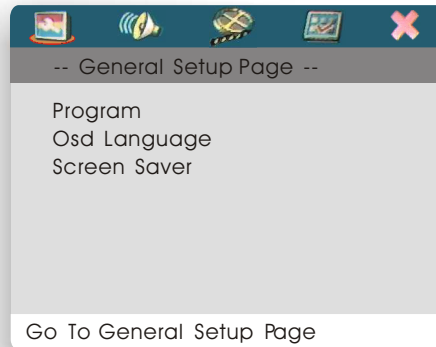 -- General Setup Page --
Program
Osd Language
Screen Saver
Go To General Setup Page